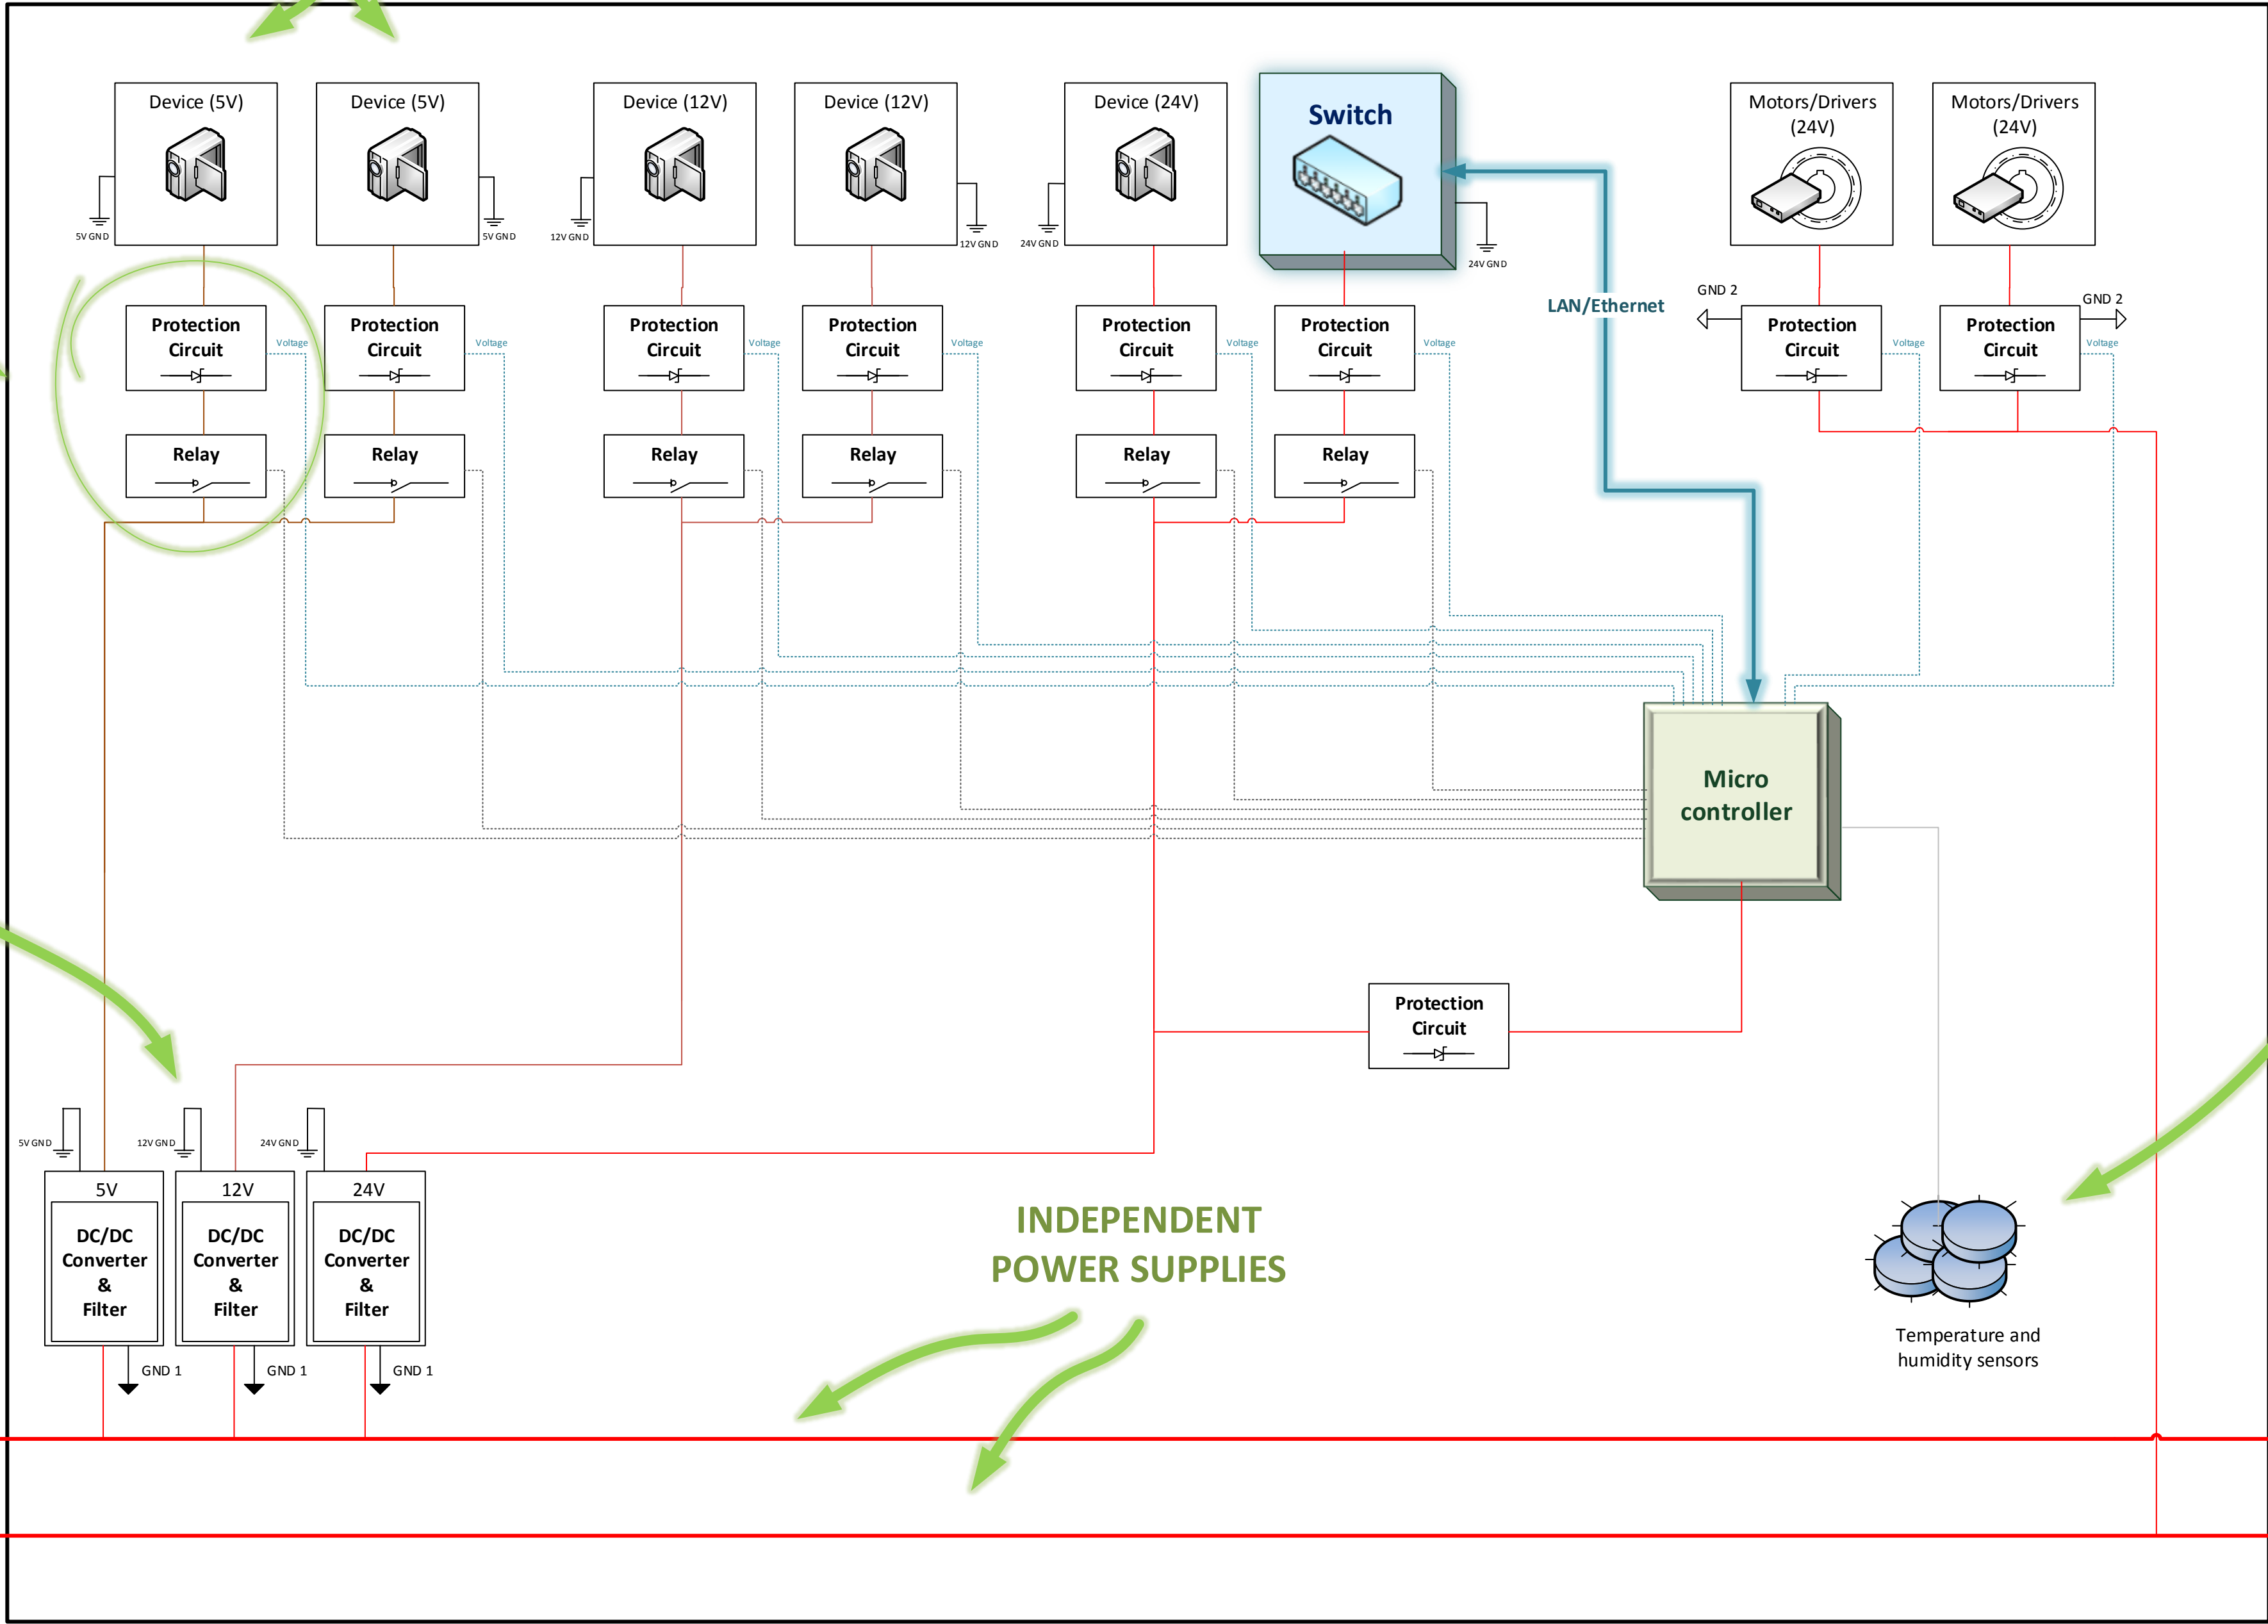 Device (5V)
Device (5V)
Device (12V)
Device (12V)
Device (24V)
Switch
Motors/Drivers
(24V)
Motors/Drivers
(24V)
5V GND
5V GND
12V GND
12V GND
24V GND
24V GND
LAN/Ethernet
GND 2
GND 2
Protection
Circuit
Voltage
Protection
Circuit
Voltage
Protection
Circuit
Voltage
Protection
Circuit
Voltage
Protection
Circuit
Voltage
Protection
Circuit
Voltage
Protection
Circuit
Voltage
Protection
Circuit
Voltage
Relay
Relay
Relay
Relay
Relay
Relay
Micro
controller
Protection
Circuit
5V GND
12V GND
24V GND
5V
DC/DC
Converter
&
Filter
12V
DC/DC
Converter
&
Filter
24V
DC/DC
Converter
&
Filter
GND 1
GND 1
GND 1
INDEPENDENT
POWER SUPPLIES
Temperature and
humidity sensors